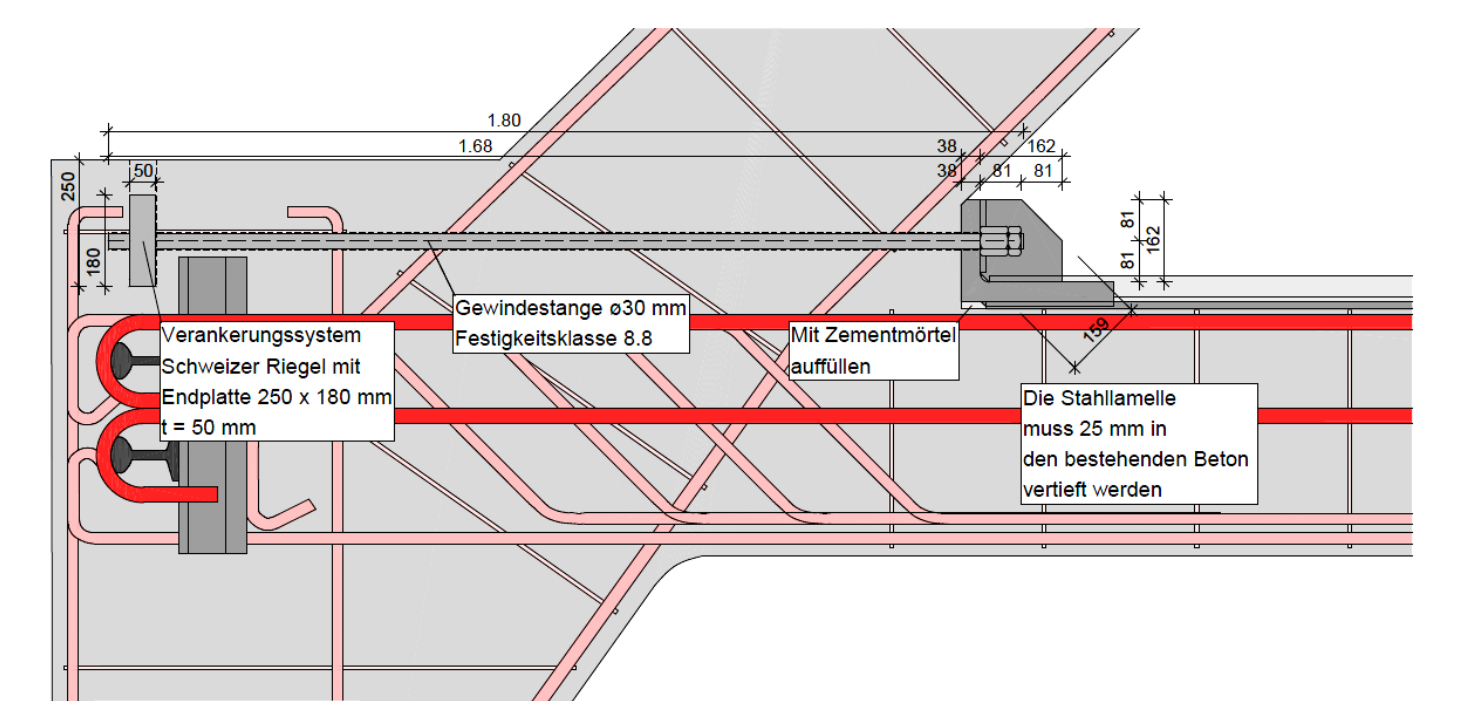 1.80
1.68
38
162
250
50
38
81
81
180
81
162
81
Gewindestange ø30 mm
Festigkeitsklasse 8.8
Verankerungssystem
Schweizer Riegel mit
Endplatte 250 x 180 mm
t = 50 mm
Mit Zementmörtel
auffüllen
159
Die Stahllamelle
muss 25 mm in
den bestehenden Beton
vertieft werden